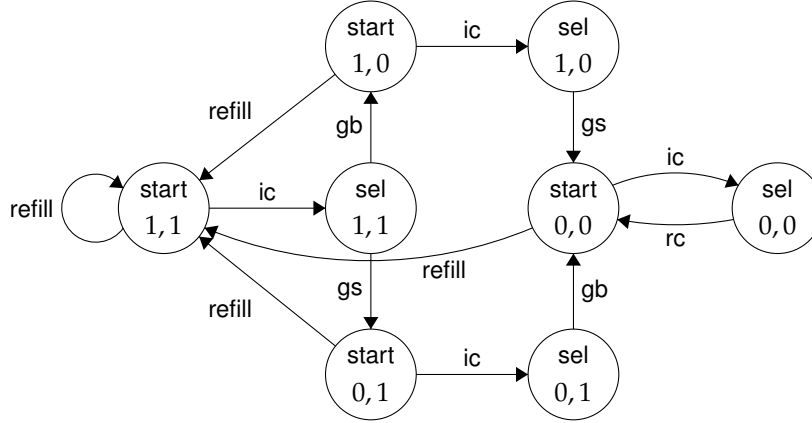 start
1, 0
ic
sel
1, 0
refill
gb
gs
refill
start
1, 1
ic
sel
1, 1
start
0, 0
ic
sel
0, 0
rc
refill
gs
gb
refill
start
0, 1
ic
sel
0, 1